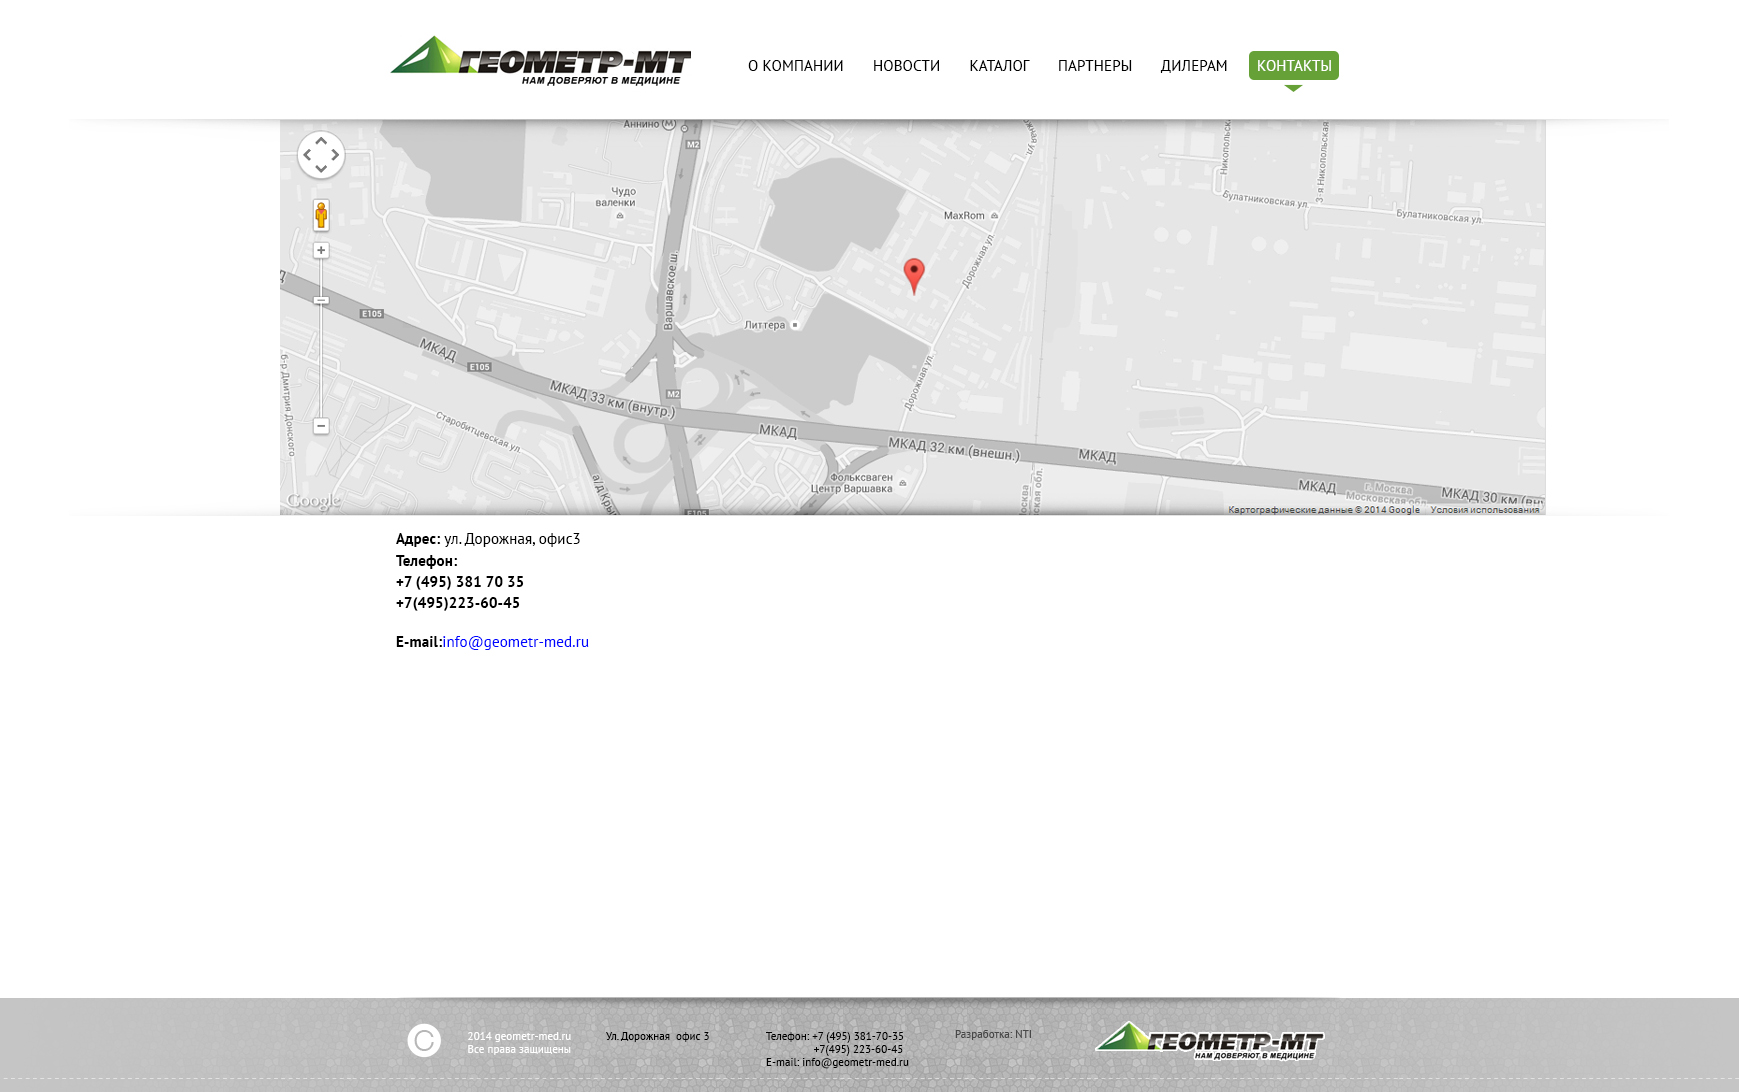 ГЕОМЕТР-МТ
НАМ ДОВЕРЯЮТ В МЕДИЦИНЕ
О КОМПАНИИ НОВОСТИ КАТАЛОГ ПАРТНЕРЫ ДИЛЕРАМ КОНТАКТЫ
Аннино М
M2
Чудо
валенки
MaxRom
Дорожная ул.
Никольская
3-я Никольская
Булатниковская ул.
Булатниковская ул.
Варшавское ш.
Литтера
E105
МКАД
E105
МКАД 33 км (внутр.)
M2
Дорожная ул.
б-р Дмитрия Донского
Старобитцевская ул.
МКАД
МКАД 32 км (внешн.)
МКАД
Фольксваген
Центр Варшавка
E105
МКАД
г. Москва
Московская обл.
МКАД 30 км
Google
Картографические данные © 2014 Google Условия использования
Адрес: ул. Дорожная, офис3
Телефон:
+7 (495) 381 70 35
+7(495)223-60-45
E-mail:info@geometr-med.ru
2014 geometr-med.ru
Все права защищены
Ул. Дорожная офис 3
Телефон: +7 (495) 381-70-35
+7(495) 223-60-45
E-mail: info@geometr-med.ru
Разработка: NTI
ГЕОМЕТР-МТ
НАМ ДОВЕРЯЮТ В МЕДИЦИНЕ